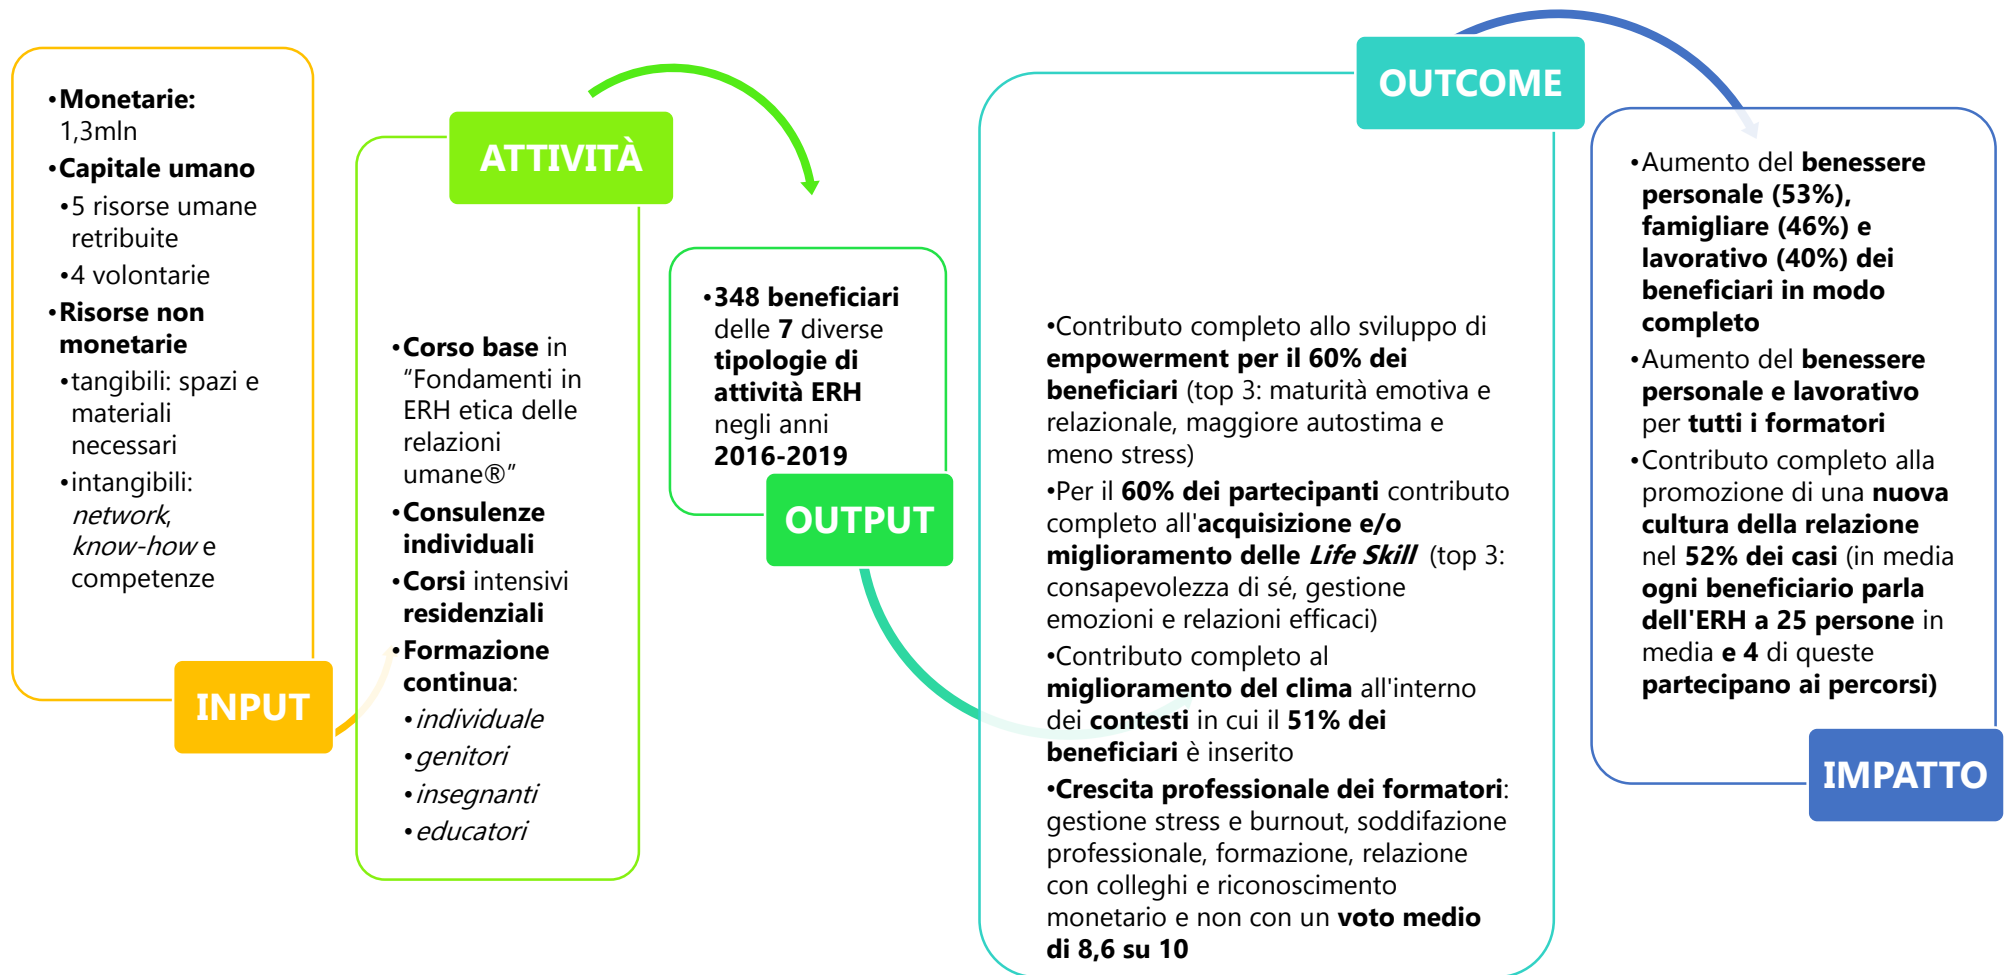 •Monetarie:
1,3mln
•Capitale umano
•5 risorse umane
retribuite
•4 volontarie
•Risorse non
monetarie
•tangibili: spazi e
materiali
necessari
•intangibili:
network,
know-how e
competenze
INPUT
ATTIVITÀ
•Corso base in
"Fondamenti in
ERH etica delle
relazioni
umane®"
•Consulenze
individuali
•Corsi intensivi
residenziali
•Formazione
continua:
•individuale
•genitori
•insegnanti
•educatori
•348 beneficiari
delle 7 diverse
tipologie di
attività ERH
negli anni
2016-2019
OUTPUT
OUTCOME
•Contributo completo allo sviluppo di
empowerment per il 60% dei
beneficiari (top 3: maturità emotiva e
relazionale, maggiore autostima e
meno stress)
•Per il 60% dei partecipanti contributo
completo all'acquisizione e/o
miglioramento delle Life Skill (top 3:
consapevolezza di sé, gestione
emozioni e relazioni efficaci)
•Contributo completo al
miglioramento del clima all'interno
dei contesti in cui il 51% dei
beneficiari è inserito
•Crescita professionale dei formatori:
gestione stress e burnout, soddifazione
professionale, formazione, relazione
con colleghi e riconoscimento
monetario e non con un voto medio
di 8,6 su 10
•Aumento del benessere
personale (53%),
famigliare (46%) e
lavorativo (40%) dei
beneficiari in modo
completo
•Aumento del benessere
personale e lavorativo
per tutti i formatori
•Contributo completo alla
promozione di una nuova
cultura della relazione
nel 52% dei casi (in media
ogni beneficiario parla
dell'ERH a 25 persone in
media e 4 di queste
partecipano ai percorsi)
IMPATTO